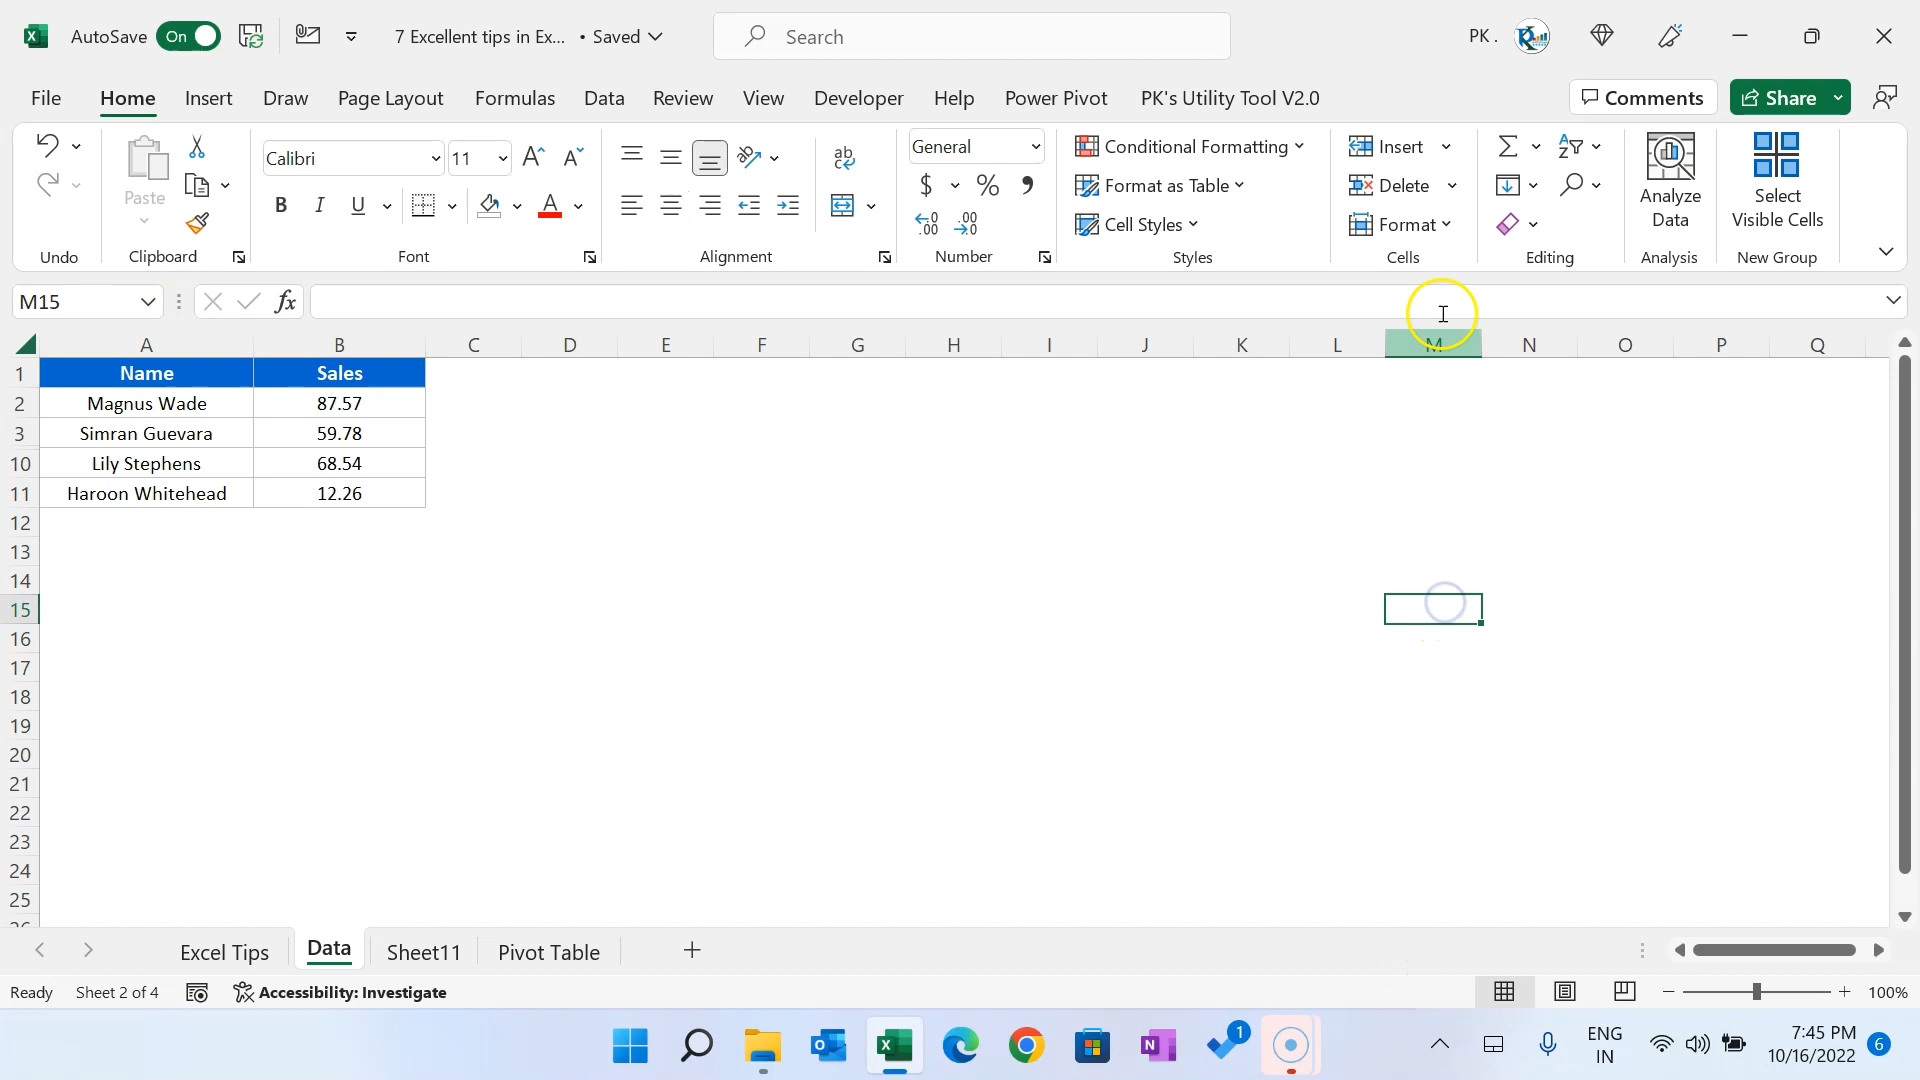 AutoSave On 7 Excellent tips in Ex... • Saved Search PK .
File Home Insert Draw Page Layout Formulas Data Review View Developer Help Power Pivot PK's Utility Tool V2.0 Comments Share
Paste
Calibri 11
B I U A
ab
General
$ % ,
Conditional Formatting
Format as Table
Cell Styles
Insert
Delete
Format
Analyze
Data
Select
Visible Cells
Undo Clipboard Font Alignment Number Styles Cells Editing Analysis New Group
M15 fx
A B C D E F G H I J K L M N O P Q
1 Name Sales
2 Magnus Wade 87.57
3 Simran Guevara 59.78
10 Lily Stephens 68.54
11 Haroon Whitehead 12.26
12
13
14
15
16
17
18
19
20
21
22
23
24
25
Excel Tips Data Sheet11 Pivot Table
Ready Sheet 2 of 4 Accessibility: Investigate 100%
1
ENG
IN
7:45 PM
10/16/2022
6